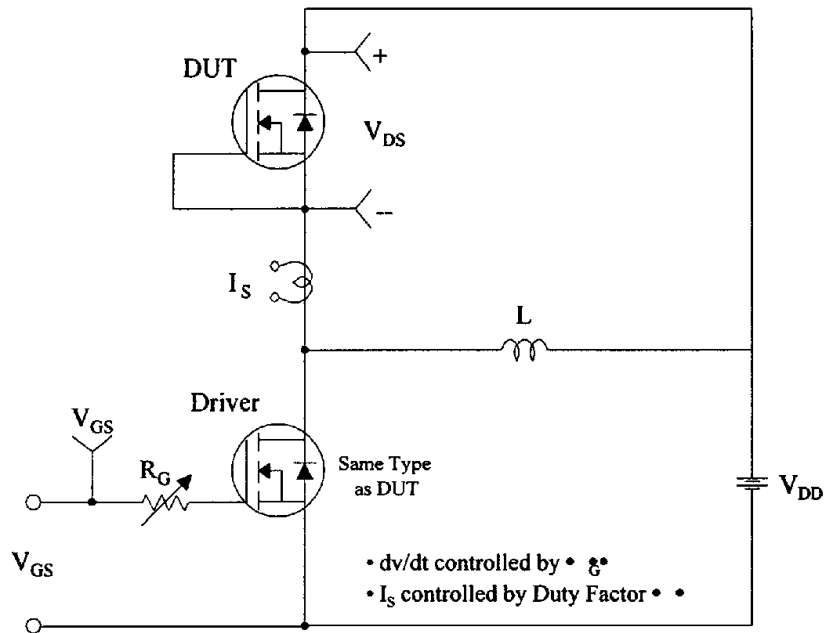 +
DUT
V_DS
--
I_S
L
Driver
V_GS
R_G
Same Type
as DUT
V_DD
V_GS
• dv/dt controlled by • G••
• I_S controlled by Duty Factor • •